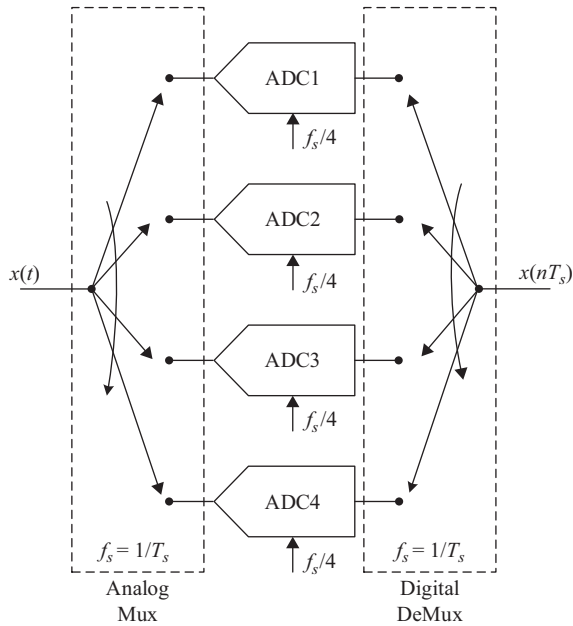 ADC1
f_s/4
ADC2
f_s/4
x(t)
x(nT_s)
ADC3
f_s/4
ADC4
f_s = 1/T_s
f_s/4
f_s = 1/T_s
Analog
Mux
Digital
DeMux